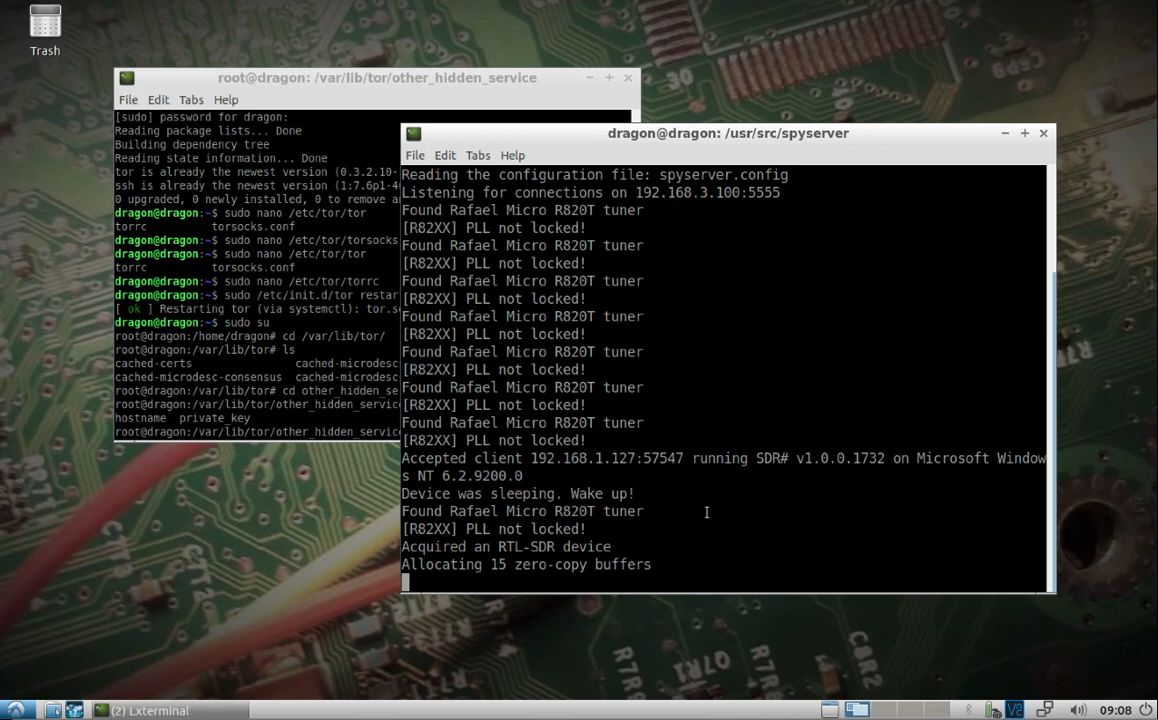 Trash
root@dragon: /var/lib/tor/other_hidden_service
File Edit Tabs Help
[sudo] password for dragon:
Reading package lists... Done
Building dependency tree
Reading state information... Done
tor is already the newest version (0.3.2.10-
ssh is already the newest version (1:7.6p1-4
0 upgraded, 0 newly installed, 0 to remove a
dragon@dragon:~$ sudo nano /etc/tor/tor
torrc torsocks.conf
dragon@dragon:~$ sudo nano /etc/tor/torsocks
dragon@dragon:~$ sudo nano /etc/tor/tor
torrc torsocks.conf
dragon@dragon:~$ sudo nano /etc/tor/torrc
dragon@dragon:~$ sudo /etc/init.d/tor restar
[ ok ] Restarting tor (via systemctl): tor.s
dragon@dragon:~$ sudo su
root@dragon:/home/dragon# cd /var/lib/tor/
root@dragon:/var/lib/tor# ls
cached-certs cached-microdesc
cached-microdesc-consensus cached-microdesc
root@dragon:/var/lib/tor# cd other_hidden_se
root@dragon:/var/lib/tor/other_hidden_servic
hostname private_key
root@dragon:/var/lib/tor/other_hidden_servic
dragon@dragon: /usr/src/spyserver
File Edit Tabs Help
Reading the configuration file: spyserver.config
Listening for connections on 192.168.3.100:5555
Found Rafael Micro R820T tuner
[R82XX] PLL not locked!
Found Rafael Micro R820T tuner
[R82XX] PLL not locked!
Found Rafael Micro R820T tuner
[R82XX] PLL not locked!
Found Rafael Micro R820T tuner
[R82XX] PLL not locked!
Found Rafael Micro R820T tuner
[R82XX] PLL not locked!
Found Rafael Micro R820T tuner
[R82XX] PLL not locked!
Found Rafael Micro R820T tuner
[R82XX] PLL not locked!
Accepted client 192.168.1.127:57547 running SDR# v1.0.0.1732 on Microsoft Window
s NT 6.2.9200.0
Device was sleeping. Wake up!
Found Rafael Micro R820T tuner
[R82XX] PLL not locked!
Acquired an RTL-SDR device
Allocating 15 zero-copy buffers
(2) Lxterminal
09:08